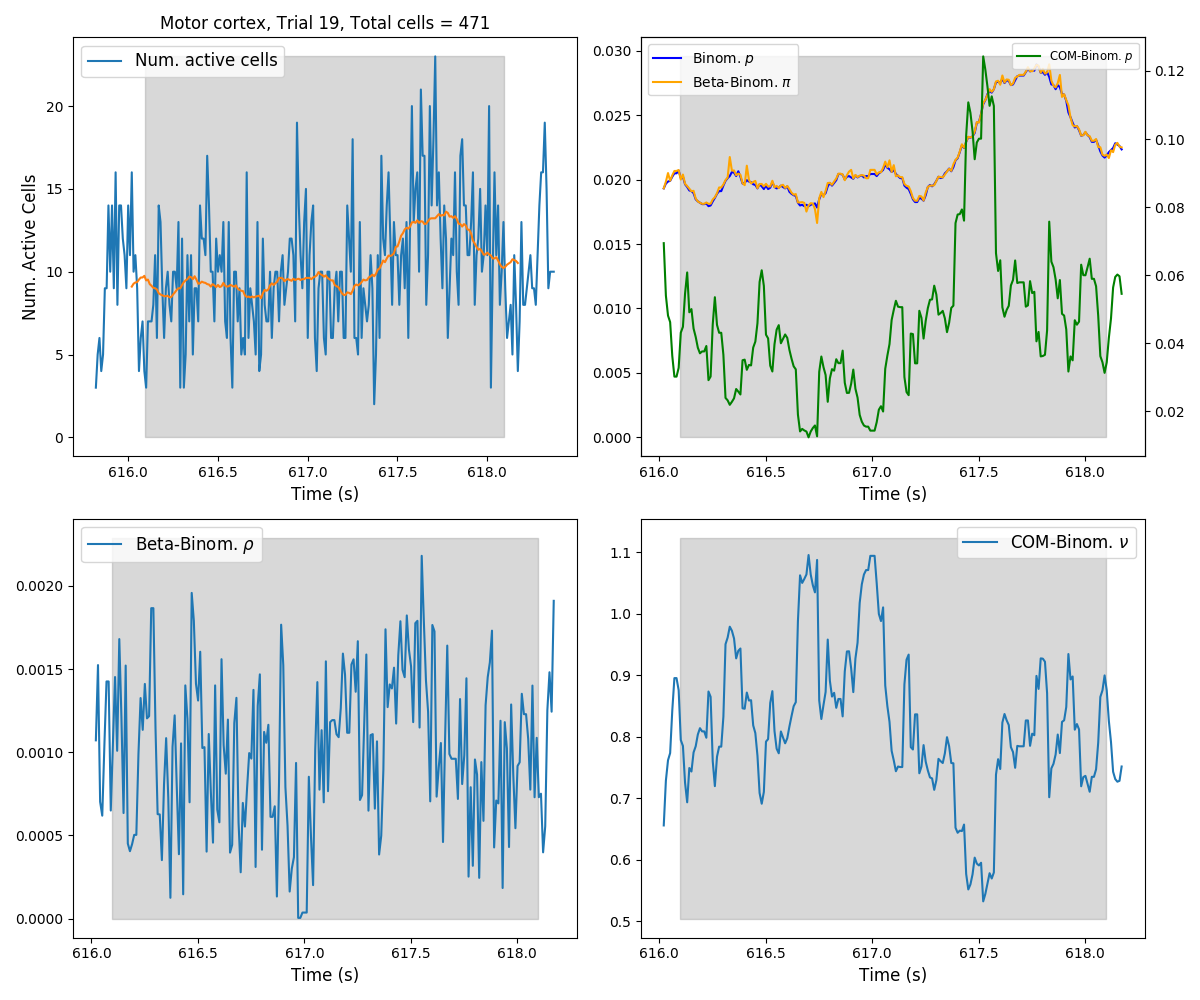 Motor cortex, Trial 19, Total cells = 471
Num. active cells
Num. Active Cells
20
15
10
5
0
616.0 616.5 617.0 617.5 618.0
Time (s)
Binom. p
Beta-Binom. π
COM-Binom. p
0.030
0.025
0.020
0.015
0.010
0.005
0.000
0.12
0.10
0.08
0.06
0.04
0.02
616.0 616.5 617.0 617.5 618.0
Time (s)
Beta-Binom. ρ
0.0020
0.0015
0.0010
0.0005
0.0000
616.0 616.5 617.0 617.5 618.0
Time (s)
COM-Binom. ν
1.1
1.0
0.9
0.8
0.7
0.6
0.5
616.0 616.5 617.0 617.5 618.0
Time (s)